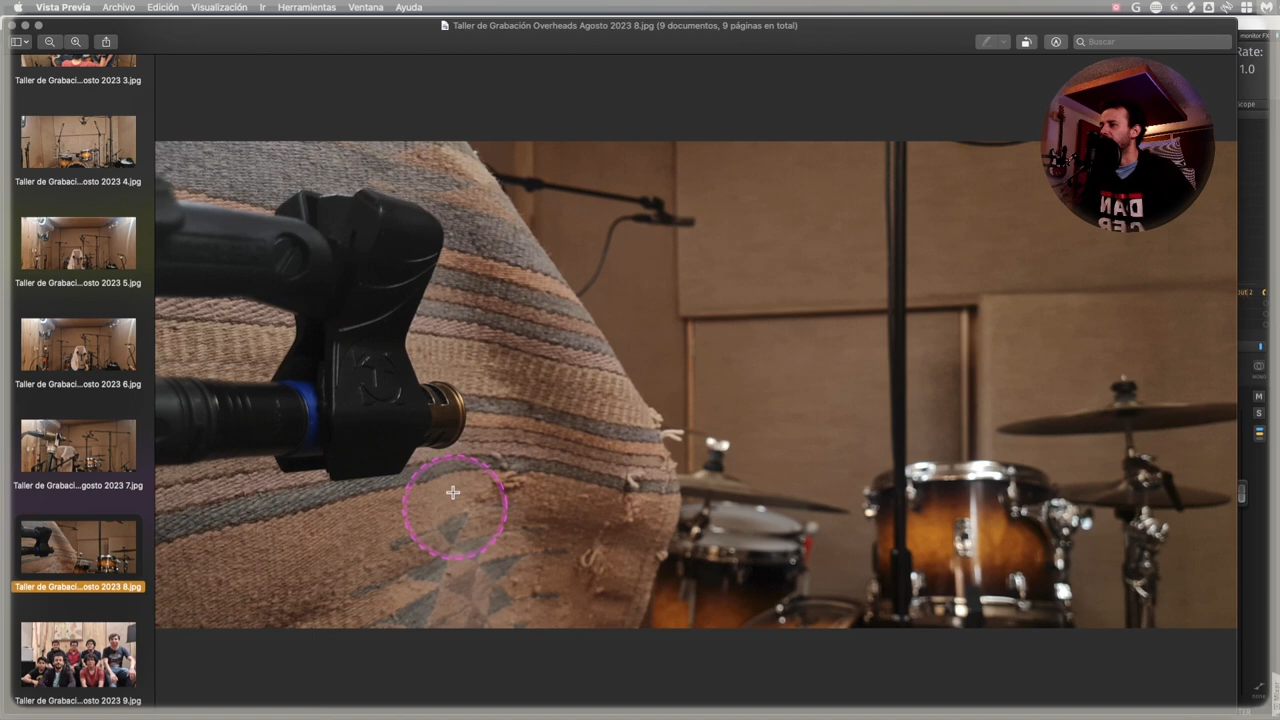 Vista Previa Archivo Edición Visualización Ir Herramientas Ventana Ayuda
Taller de Grabación Overheads Agosto 2023 8.jpg (9 documentos, 9 páginas en total)
Buscar
monitor FX
Rate:
1.0
scope
Taller de Grabaci...osto 2023 3.jpg
Taller de Grabaci...osto 2023 4.jpg
Taller de Grabaci...osto 2023 5.jpg
Taller de Grabaci...osto 2023 6.jpg
Taller de Grabaci...gosto 2023 7.jpg
Taller de Grabaci...osto 2023 8.jpg
Taller de Grabaci...osto 2023 9.jpg
M
S
none